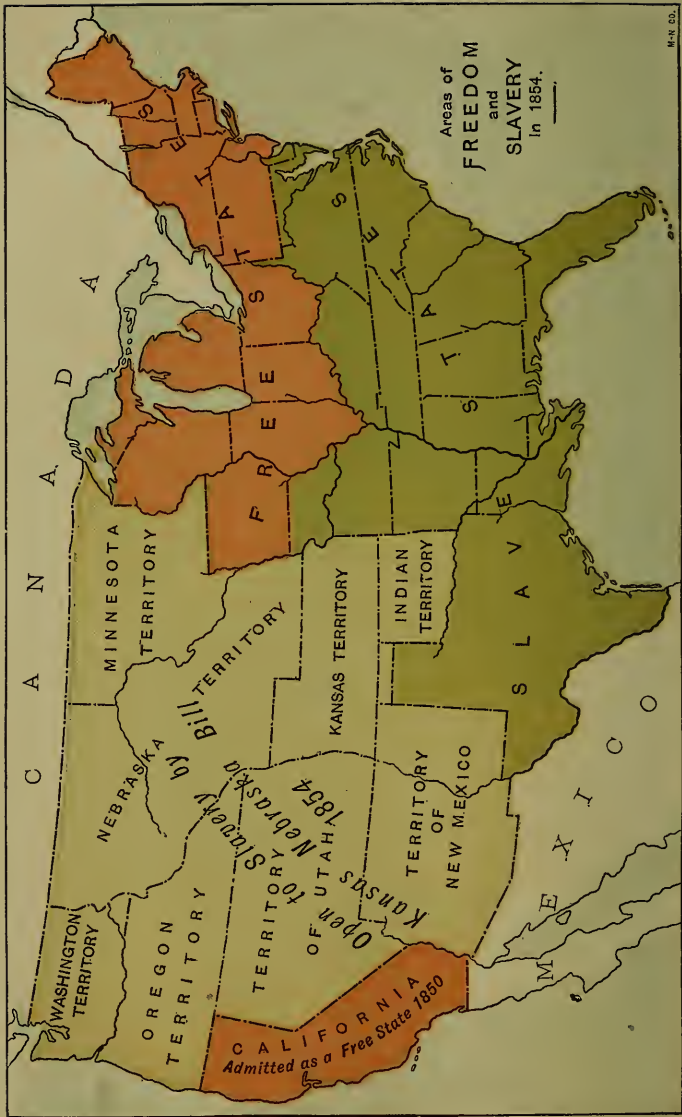 Areas of
FREEDOM
and
SLAVERY
In 1854.
CANADA
WASHINGTON
TERRITORY
OREGON
TERRITORY
NEBRASKA TERRITORY
MINNESOTA
TERRITORY
TERRITORY
OF UTAH
Open to Slavery by
Kansas Nebraska Bill
1854
KANSAS TERRITORY
INDIAN
TERRITORY
TERRITORY
OF
NEW MEXICO
CALIFORNIA
Admitted as a Free State 1850
FREE STATES
SLAVE STATES
MEXICO
M-N CO.